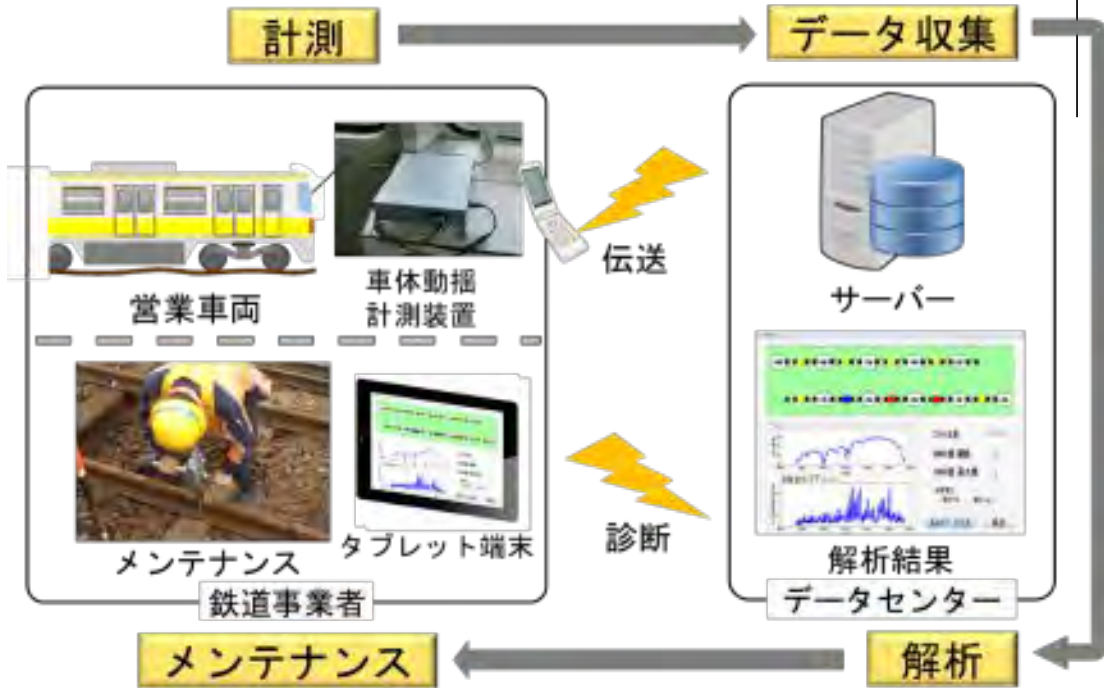 計測
データ収集
営業車両
車体動揺
計測装置
伝送
サーバー
メンテナンス
タブレット端末
診断
解析結果
鉄道事業者
データセンター
メンテナンス
解析